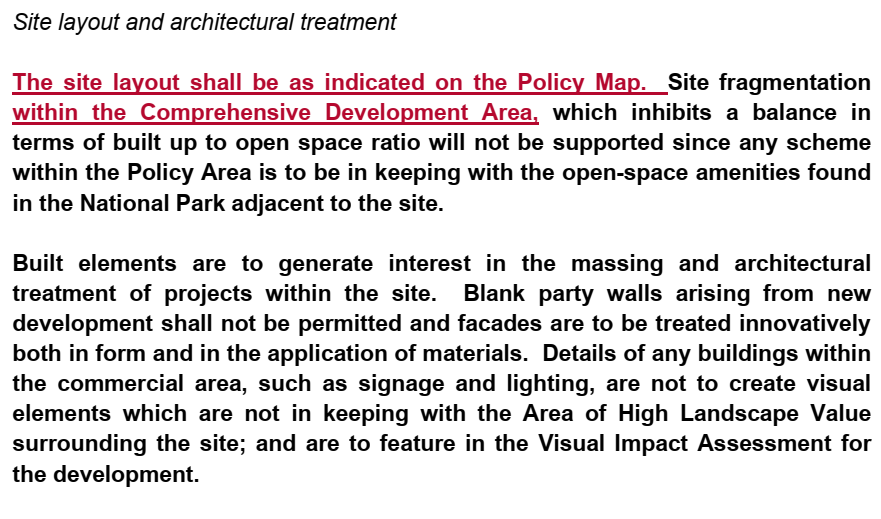 Site layout and architectural treatment
The site layout shall be as indicated on the Policy Map.  Site fragmentation
within the Comprehensive Development Area, which inhibits a balance in
terms of built up to open space ratio will not be supported since any scheme
within the Policy Area is to be in keeping with the open-space amenities found
in the National Park adjacent to the site.
Built elements are to generate interest in the massing and architectural
treatment of projects within the site.  Blank party walls arising from new
development shall not be permitted and facades are to be treated innovatively
both in form and in the application of materials.  Details of any buildings within
the commercial area, such as signage and lighting, are not to create visual
elements which are not in keeping with the Area of High Landscape Value
surrounding the site; and are to feature in the Visual Impact Assessment for
the development.